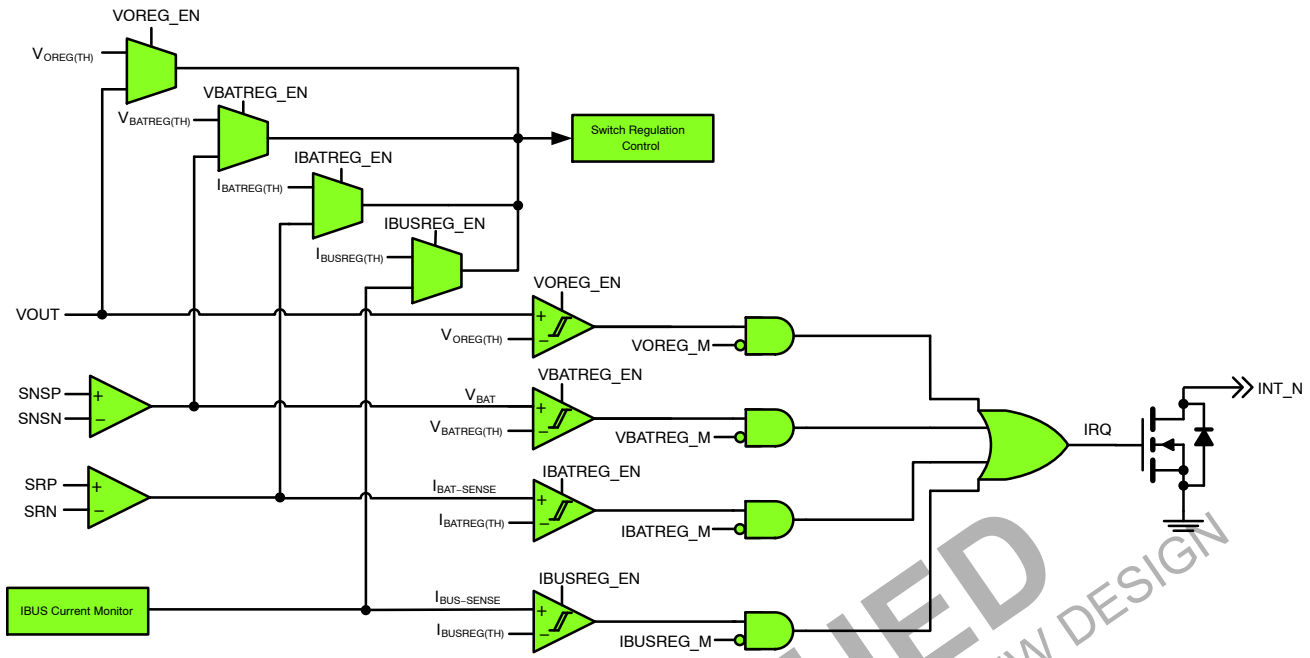 VOREG_EN
VOREG(TH)
VBATREG_EN
VBATREG(TH)
Switch Regulation
Control
IBATREG_EN
IBATREG(TH)
IBUSREG_EN
IBUSREG(TH)
VOUT
VOREG_EN
VOREG(TH)
VOREG_M
+
−
SNSP
SNSN
+
−
VBAT
VBATREG_EN
VBATREG(TH)
VBATREG_M
+
−
IRQ
INT_N
SRP
SRN
+
−
IBAT−SENSE
IBATREG_EN
IBATREG(TH)
IBATREG_M
+
−
IBUS Current Monitor
IBUS−SENSE
IBUSREG_EN
IBUSREG(TH)
IBUSREG_M
+
−
W DESIGN